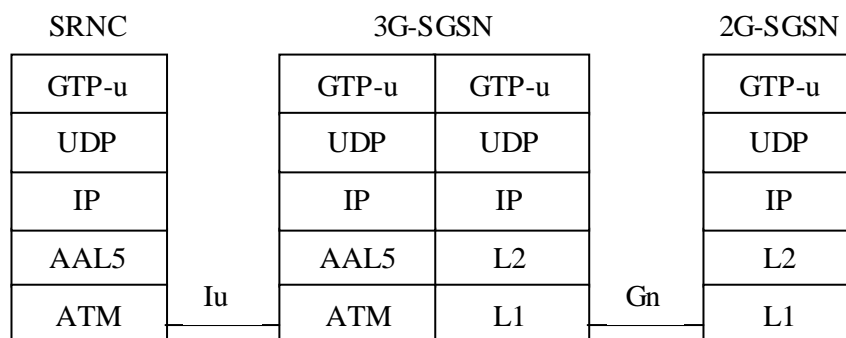 SRNC 3G-SGSN 2G-SGSN
GTP-u GTP-u GTP-u GTP-u
UDP UDP UDP UDP
IP IP IP IP
AAL5 AAL5 L2 L2
Iu Gn
ATM ATM L1 L1